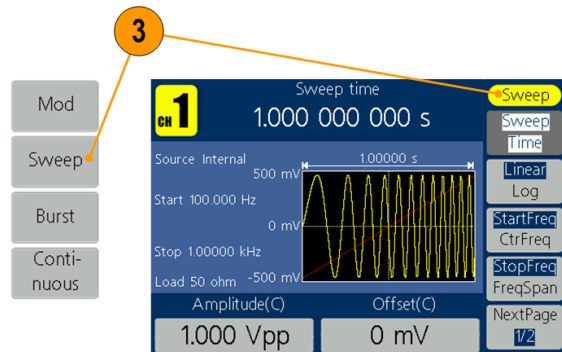 3
Mod
Sweep
Burst
Conti-
nuous
CH 1
Sweep time
1.000 000 000 s
Source Internal
Start 100.000 Hz
Stop 1.00000 kHz
Load 50 ohm
1.00000 s
500 mV
0 mV
-500 mV
Amplitude(C)
1.000 Vpp
Offset(C)
0 mV
Sweep
Sweep
Time
Linear
Log
StartFreq
CtrFreq
StopFreq
FreqSpan
NextPage
1/2